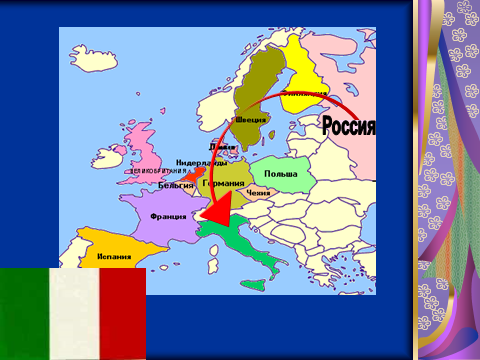 Финляндия
Швеция
Россия
Дания
Нидерланды
ВЕЛИКОБРИТАНИЯ
Польша
Бельгия
Германия
Чехия
Франция
Испания